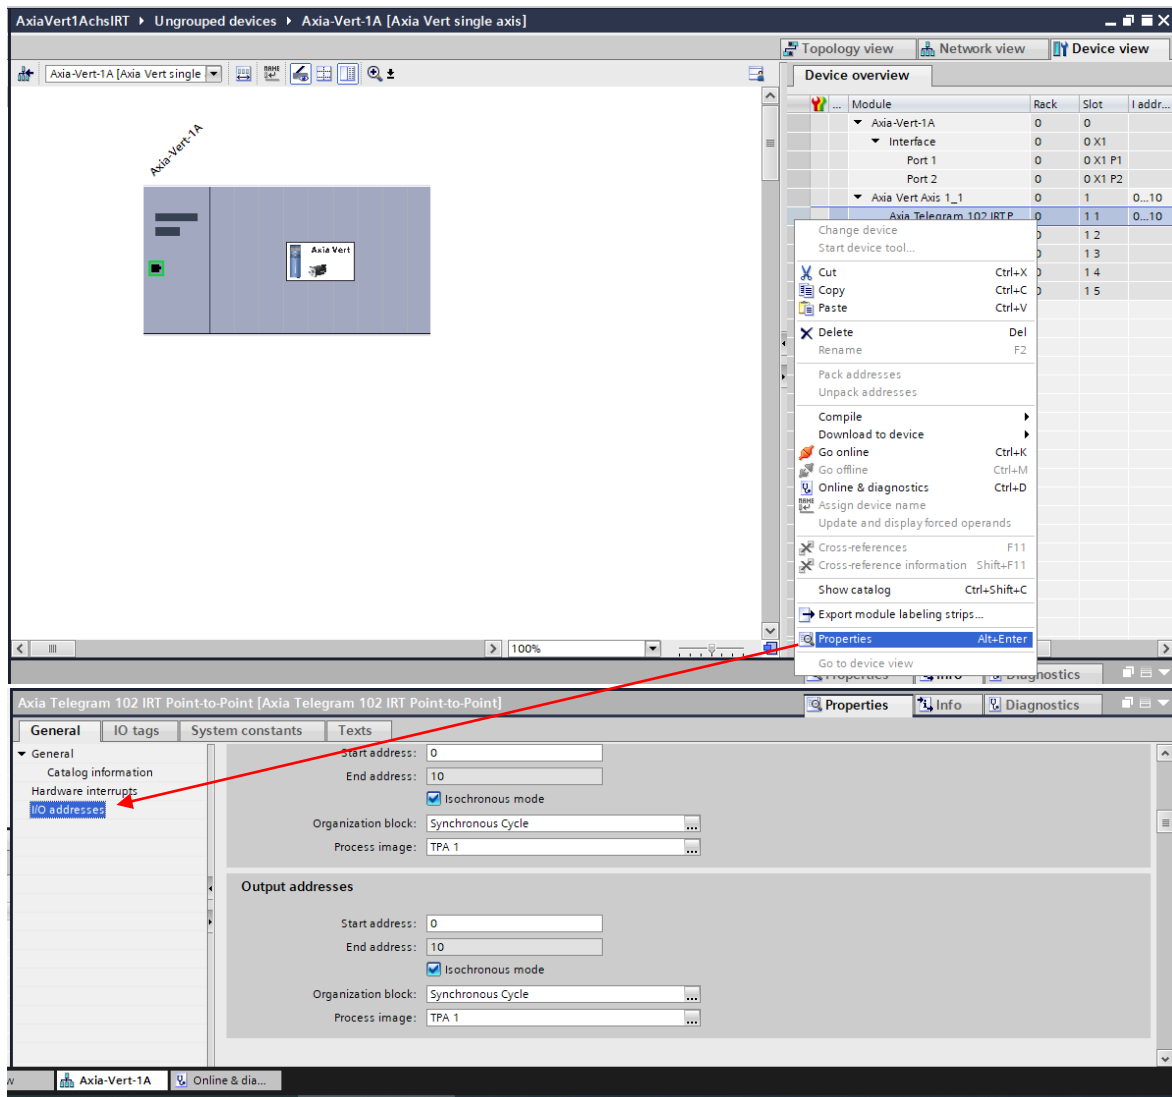 AxiaVert1AchsIRT ▸ Ungrouped devices ▸ Axia-Vert-1A [Axia Vert single axis]
Topology view Network view Device view
Axia-Vert-1A [Axia Vert single
Device overview
... Module Rack Slot I addr...
Axia-Vert-1A 0 0
Interface 0 0 X1
Port 1 0 0 X1 P1
Port 2 0 0 X1 P2
Axia Vert Axis 1_1 0 1 0...10
Axia Telegram 102 IRT P 0 1 1 0...10
0 1 2
0 1 3
0 1 4
0 1 5
Axia-Vert-1A
Axia Vert
Change device
Start device tool...
Cut Ctrl+X
Copy Ctrl+C
Paste Ctrl+V
Delete Del
Rename F2
Pack addresses
Unpack addresses
Compile
Download to device
Go online Ctrl+K
Go offline Ctrl+M
Online & diagnostics Ctrl+D
Assign device name
Update and display forced operands
Cross-references F11
Cross-reference information Shift+F11
Show catalog Ctrl+Shift+C
Export module labeling strips...
Properties Alt+Enter
Go to device view
100%
Properties Info Diagnostics
Axia Telegram 102 IRT Point-to-Point [Axia Telegram 102 IRT Point-to-Point]
Properties Info Diagnostics
General IO tags System constants Texts
General
Catalog information
Hardware interrupts
I/O addresses
Start address: 0
End address: 10
Isochronous mode
Organization block: Synchronous Cycle ...
Process image: TPA 1 ...
Output addresses
Start address: 0
End address: 10
Isochronous mode
Organization block: Synchronous Cycle ...
Process image: TPA 1 ...
w Axia-Vert-1A Online & dia...